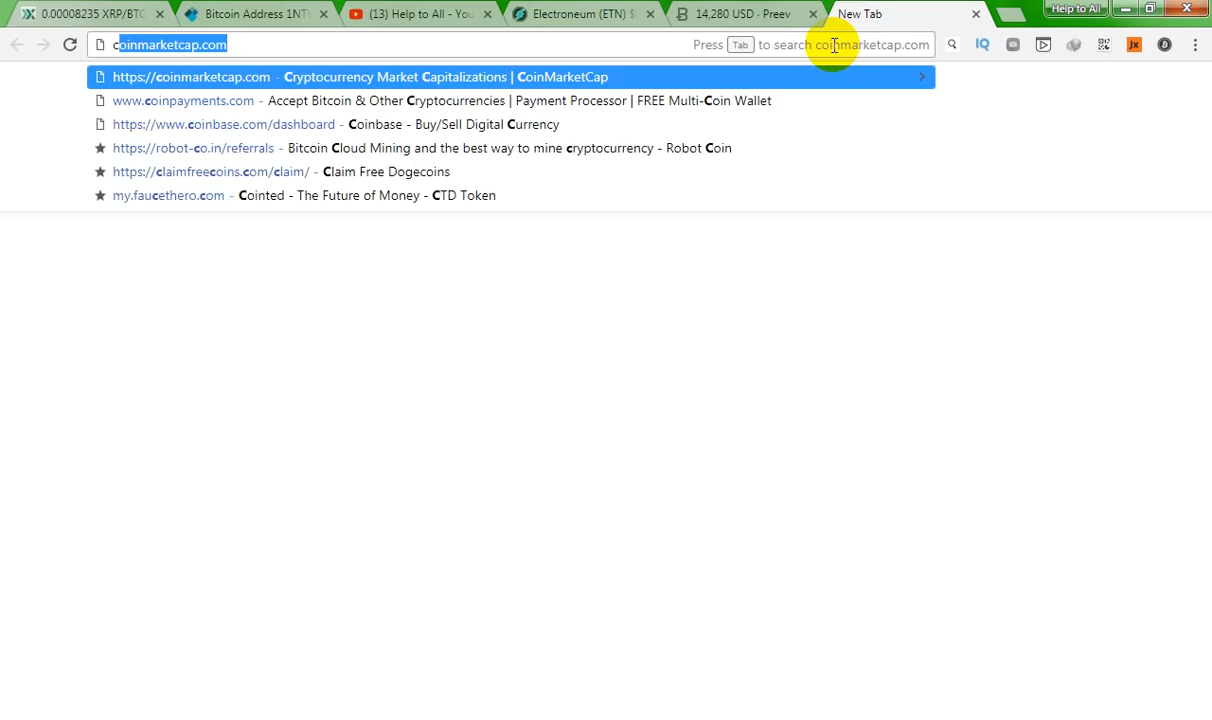 0.00008235 XRP/BTC
Bitcoin Address 1NT
(13) Help to All - You
Electroneum (ETN) $
14,280 USD · Preev
New Tab
Help to All
coinmarketcap.com
Press Tab to search coinmarketcap.com
IQ
Jx
https://coinmarketcap.com - Cryptocurrency Market Capitalizations | CoinMarketCap
www.coinpayments.com - Accept Bitcoin & Other Cryptocurrencies | Payment Processor | FREE Multi-Coin Wallet
https://www.coinbase.com/dashboard - Coinbase - Buy/Sell Digital Currency
https://robot-co.in/referrals - Bitcoin Cloud Mining and the best way to mine cryptocurrency - Robot Coin
https://claimfreecoins.com/claim/ - Claim Free Dogecoins
my.faucethero.com - Cointed - The Future of Money - CTD Token